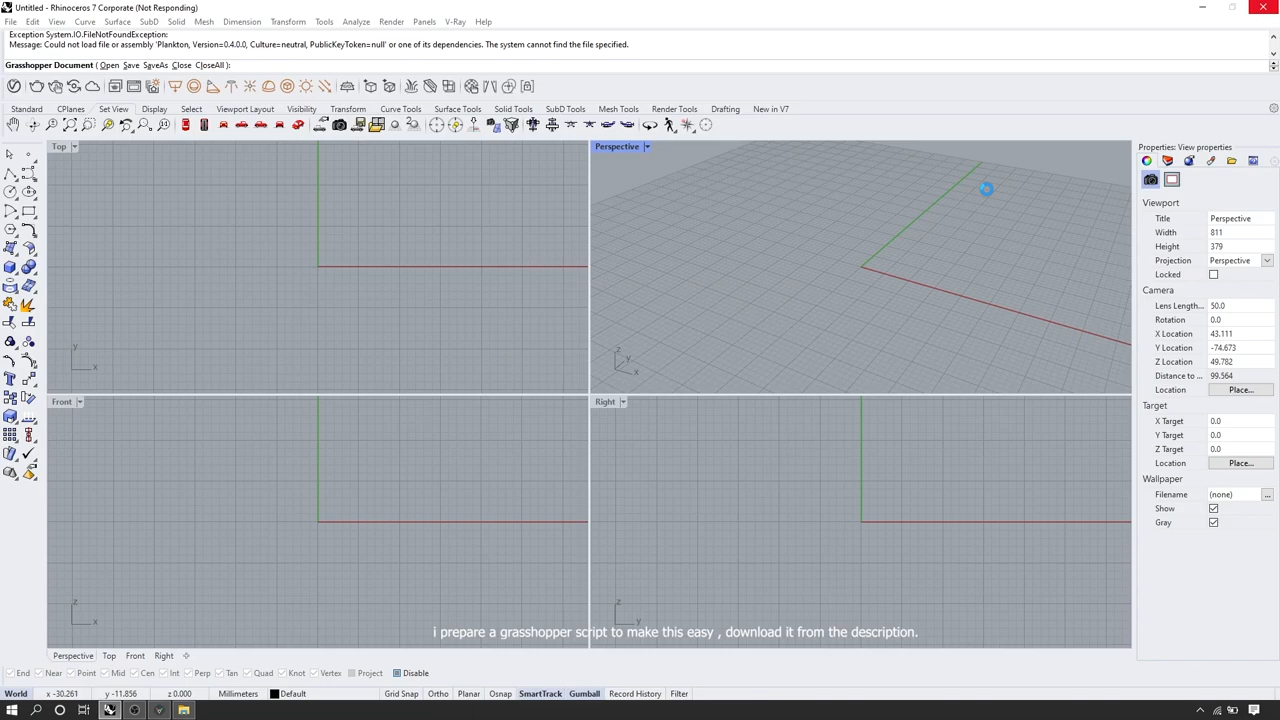 Untitled - Rhinoceros 7 Corporate (Not Responding)
File Edit View Curve Surface SubD Solid Mesh Dimension Transform Tools Analyze Render Panels V-Ray Help
Exception System.IO.FileNotFoundException:
Message: Could not load file or assembly 'Plankton, Version=0.4.0.0, Culture=neutral, PublicKeyToken=null' or one of its dependencies. The system cannot find the file specified.
Grasshopper Document ( Open Save SaveAs Close CloseAll ):
Standard CPlanes Set View Display Select Viewport Layout Visibility Transform Curve Tools Surface Tools Solid Tools SubD Tools Mesh Tools Render Tools Drafting New in V7
Top
Perspective
Front
Right
y
x
z
y
x
z
x
z
y
Properties: View properties
Viewport
Title Perspective
Width 811
Height 379
Projection Perspective
Locked
Camera
Lens Length... 50.0
Rotation 0.0
X Location 43.111
Y Location -74.673
Z Location 49.782
Distance to ... 99.564
Location Place...
Target
X Target 0.0
Y Target 0.0
Z Target 0.0
Location Place...
Wallpaper
Filename (none) ...
Show
Gray
i prepare a grasshopper script to make this easy , download it from the description.
Perspective Top Front Right
End Near Point Mid Cen Int Perp Tan Quad Knot Vertex Project Disable
World x -30.261 y -11.856 z 0.000 Millimeters Default Grid Snap Ortho Planar Osnap SmartTrack Gumball Record History Filter